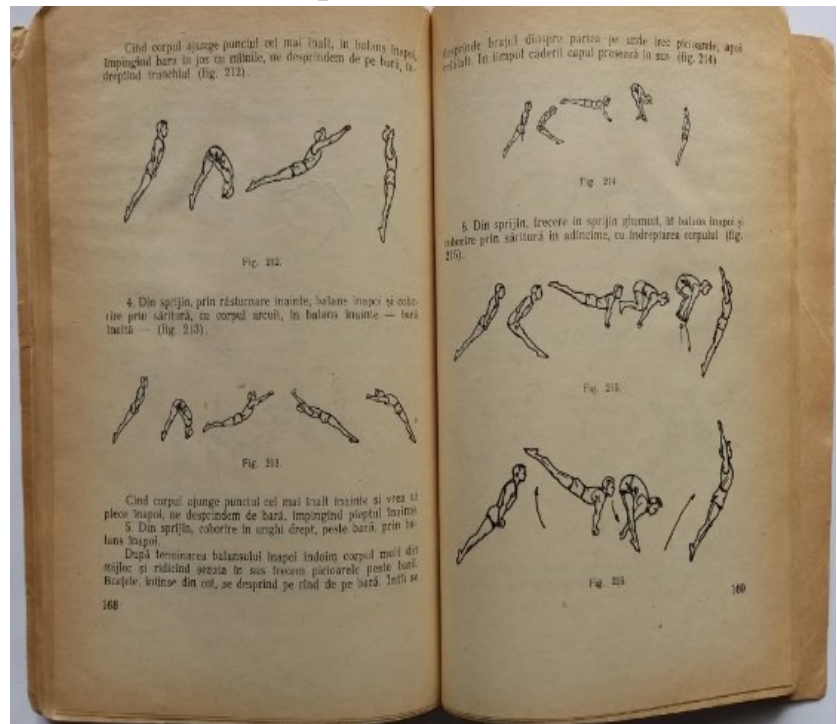 Cînd corpul ajunge punctul cel mai înalt, în balans înapoi,
împingînd bara în jos cu mîinile, ne desprindem de pe bară, în-
dreptînd trunchiul (fig. 212).
Fig. 212.
4. Din sprijin, prin răsturnare înainte, balans înapoi și cobo-
rîre prin săritură, cu corpul arcuit, în balans înainte — bară
înaltă — (fig. 213).
Fig. 213.
Cînd corpul ajunge punctul cel mai înalt înainte și vrea să
plece înapoi, ne desprindem de bară, împingînd pieptul înainte.
5. Din sprijin, coborîre în unghi drept, peste bară, prin ba-
lans înapoi.
După terminarea balansului înapoi îndoim corpul mult din
mijloc și ridicînd șezuta în sus trecem picioarele peste bară.
Brațele, întinse din cot, se desprind pe rînd de pe bară. Întîi se
168
desprinde brațul dinspre partea pe unde trec picioarele, apoi
celălalt. În timpul căderii capul presează în sus (fig. 214)
Fig. 214
6. Din sprijin, trecere în sprijin ghemuit, în balans înapoi și
coborîre prin săritură în adîncime, cu îndreptarea corpului (fig.
215).
Fig. 215.
Fig.
169